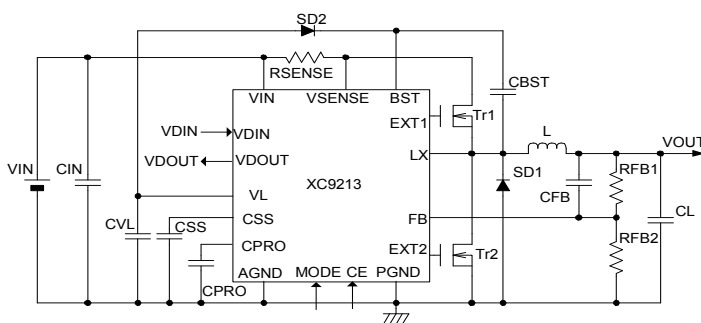 SD2
RSENSE
CBST
VIN VSENSE BST
EXT1 Tr1
VDIN VDIN
L VOUT
VDOUT VDOUT
LX
VIN CIN
XC9213
SD1 RFB1
CFB
VL
CVL CSS CSS
FB
CL
CPRO
EXT2 Tr2
RFB2
AGND MODE CE PGND
CPRO